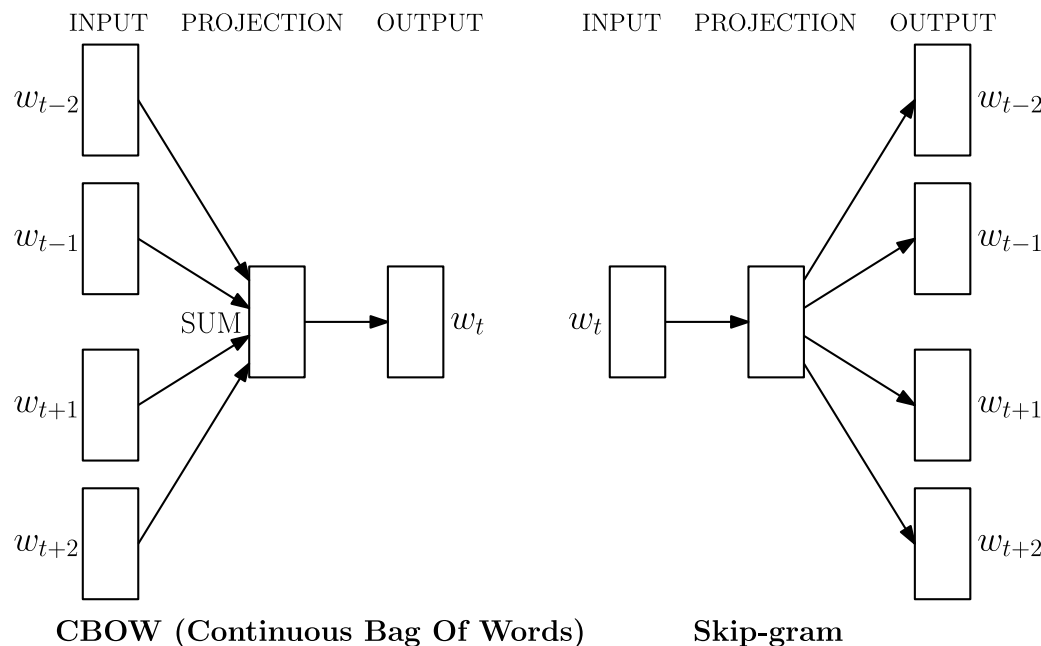 INPUT PROJECTION OUTPUT INPUT PROJECTION OUTPUT
w_{t-2} w_{t-2}
w_{t-1} w_{t-1}
SUM w_t w_t
w_{t+1} w_{t+1}
w_{t+2} w_{t+2}
CBOW (Continuous Bag Of Words) Skip-gram